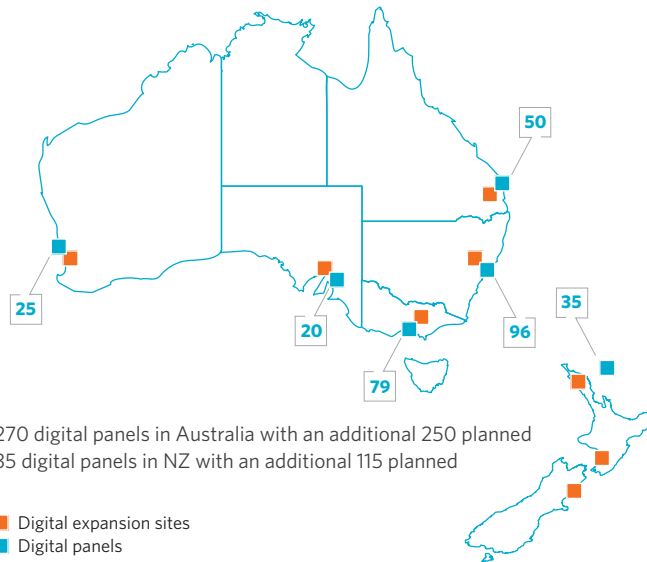 50
25
20
35
96
79
270 digital panels in Australia with an additional 250 planned
35 digital panels in NZ with an additional 115 planned
Digital expansion sites
Digital panels